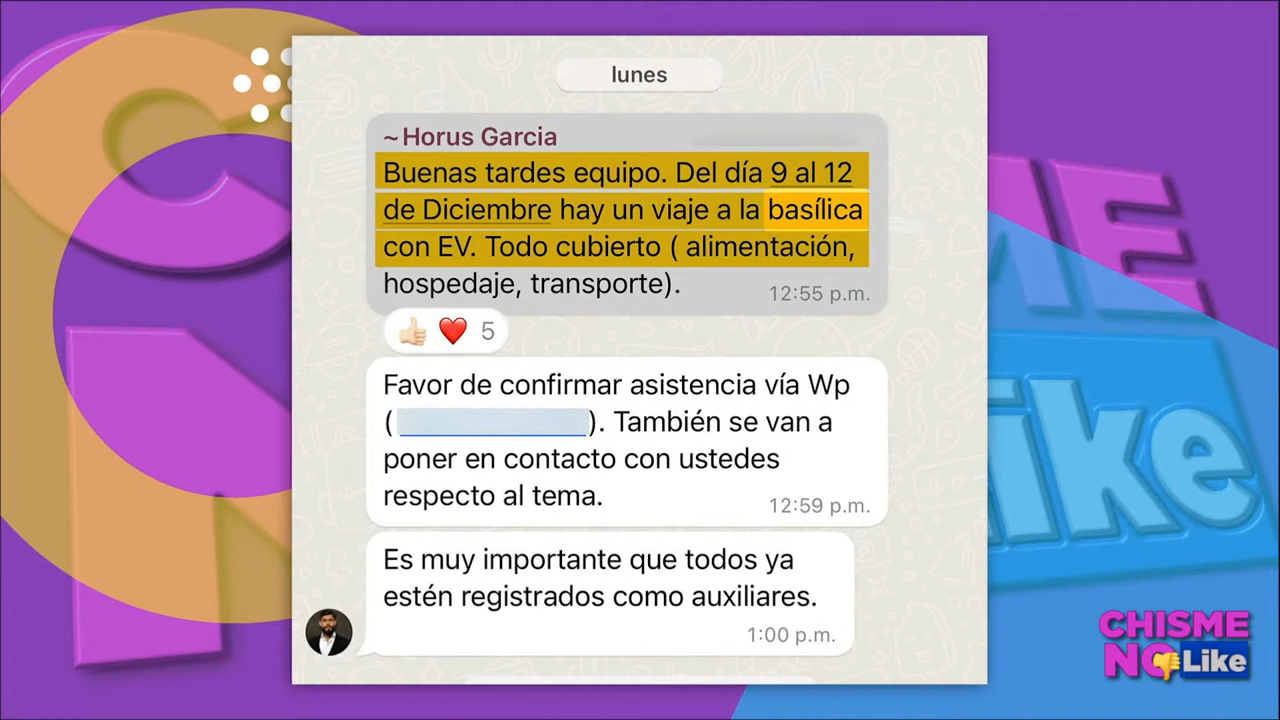 lunes
~Horus Garcia
Buenas tardes equipo. Del día 9 al 12
de Diciembre hay un viaje a la basílica
con EV. Todo cubierto ( alimentación,
hospedaje, transporte).
12:55 p.m.
👍🏻 ❤️ 5
Favor de confirmar asistencia vía Wp
( ). También se van a
poner en contacto con ustedes
respecto al tema.
12:59 p.m.
Es muy importante que todos ya
estén registrados como auxiliares.
1:00 p.m.
CHISME
NO Like